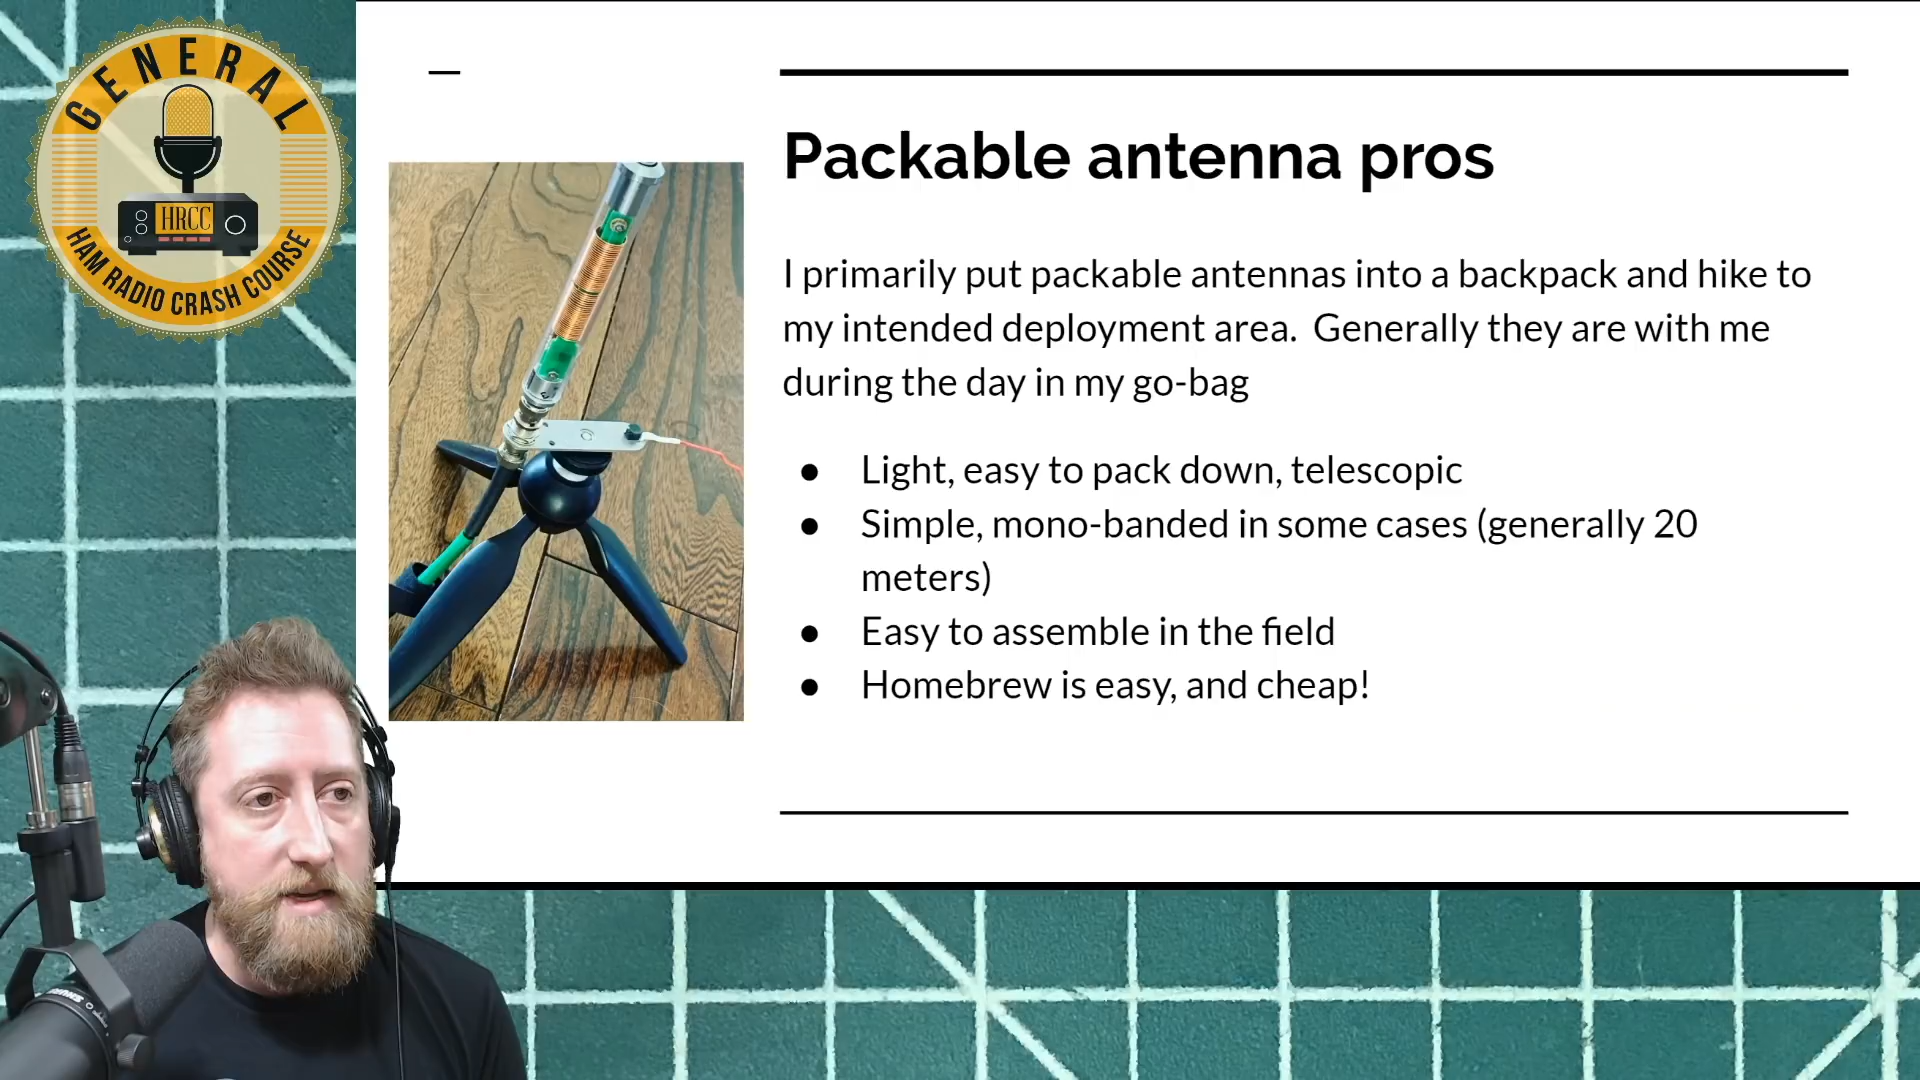 GENERAL
HRCC
HAM RADIO CRASH COURSE
Packable antenna pros
I primarily put packable antennas into a backpack and hike to
my intended deployment area.  Generally they are with me
during the day in my go-bag
● Light, easy to pack down, telescopic
● Simple, mono-banded in some cases (generally 20
meters)
● Easy to assemble in the field
● Homebrew is easy, and cheap!